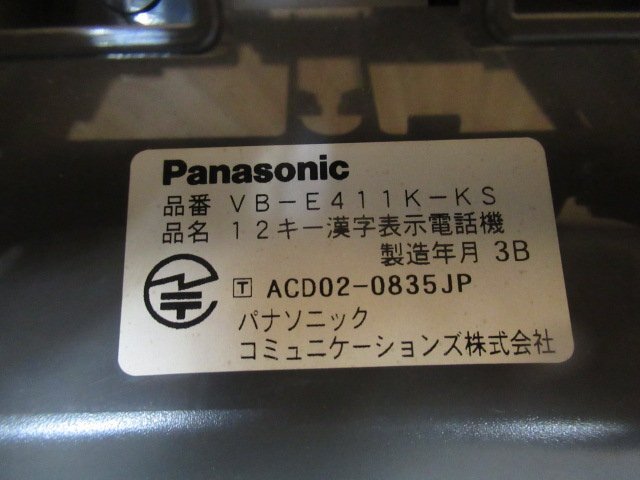 Panasonic
品番 VB-E411K-KS
品名 12キー漢字表示電話機
製造年月 3B
T ACD02-0835JP
パナソニック
コミュニケーションズ株式会社